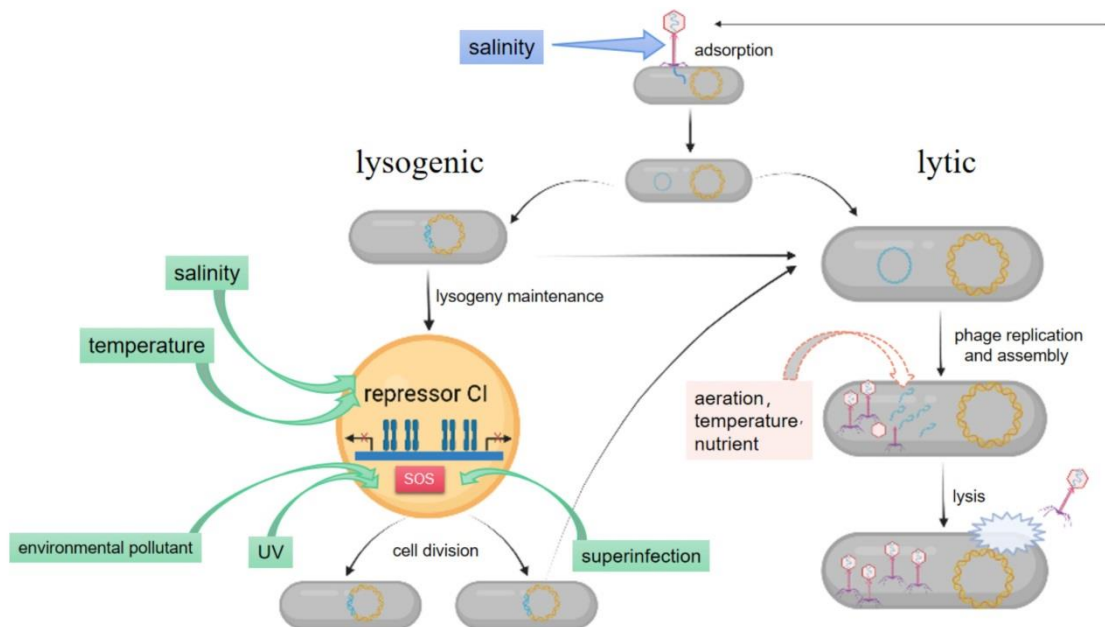 salinity
adsorption
lysogenic
lytic
salinity
lysogeny maintenance
temperature
phage replication
and assembly
repressor CI
aeration,
temperature,
nutrient
SOS
lysis
environmental pollutant
UV
cell division
superinfection